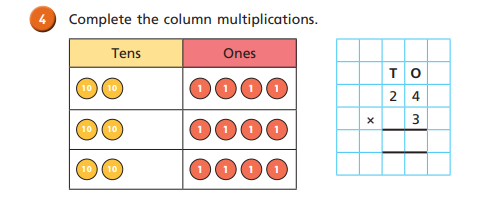 4 Complete the column multiplications.
Tens Ones
10 10 1 1 1 1
10 10 1 1 1 1
10 10 1 1 1 1
T O
2 4
× 3